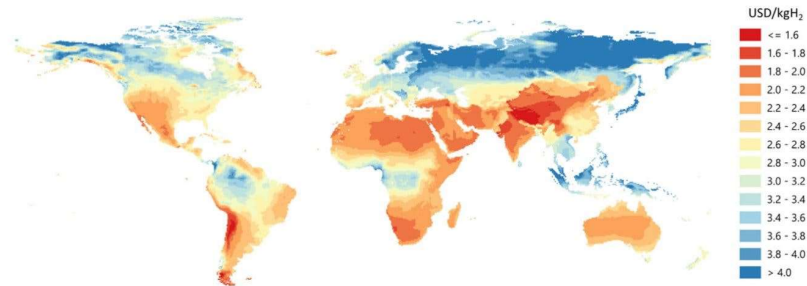 USD/kgH₂
<= 1.6
1.6 - 1.8
1.8 - 2.0
2.0 - 2.2
2.2 - 2.4
2.4 - 2.6
2.6 - 2.8
2.8 - 3.0
3.0 - 3.2
3.2 - 3.4
3.4 - 3.6
3.6 - 3.8
3.8 - 4.0
> 4.0